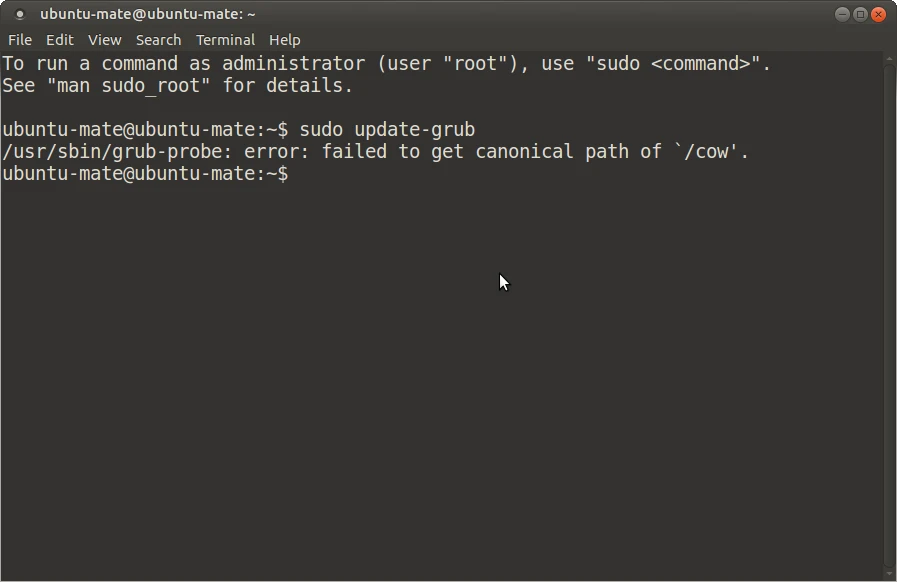 ubuntu-mate@ubuntu-mate: ~
File Edit View Search Terminal Help
To run a command as administrator (user "root"), use "sudo <command>".
See "man sudo_root" for details.
ubuntu-mate@ubuntu-mate:~$ sudo update-grub
/usr/sbin/grub-probe: error: failed to get canonical path of `/cow'.
ubuntu-mate@ubuntu-mate:~$